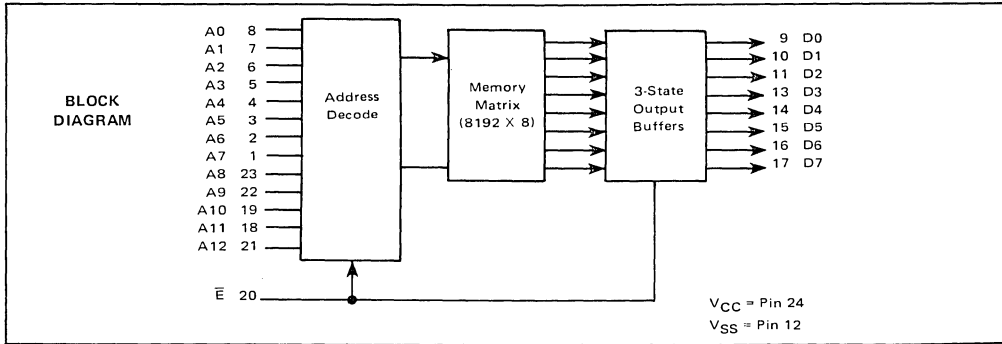 BLOCK
DIAGRAM
A0 8
A1 7
A2 6
A3 5
A4 4
A5 3
A6 2
A7 1
A8 23
A9 22
A10 19
A11 18
A12 21
E̅ 20
Address
Decode
Memory
Matrix
(8192 X 8)
3-State
Output
Buffers
9 D0
10 D1
11 D2
13 D3
14 D4
15 D5
16 D6
17 D7
VCC = Pin 24
VSS = Pin 12